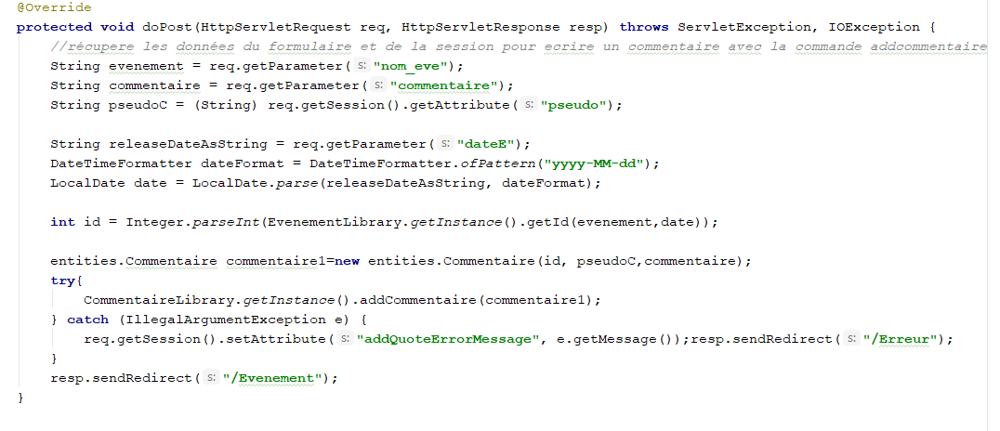 @Override
protected void doPost(HttpServletRequest req, HttpServletResponse resp) throws ServletException, IOException {
//récupere les données du formulaire et de la session pour ecrire un commentaire avec la commande addcommentaire
String evenement = req.getParameter( s: "nom_eve");
String commentaire = req.getParameter( s: "commentaire");
String pseudoC = (String) req.getSession().getAttribute( s: "pseudo");
String releaseDateAsString = req.getParameter( s: "dateE");
DateTimeFormatter dateFormat = DateTimeFormatter.ofPattern("yyyy-MM-dd");
LocalDate date = LocalDate.parse(releaseDateAsString, dateFormat);
int id = Integer.parseInt(EvenementLibrary.getInstance().getId(evenement,date));
entities.Commentaire commentaire1=new entities.Commentaire(id, pseudoC,commentaire);
try{
CommentaireLibrary.getInstance().addCommentaire(commentaire1);
} catch (IllegalArgumentException e) {
req.getSession().setAttribute( s: "addQuoteErrorMessage", e.getMessage());resp.sendRedirect( s: "/Erreur");
}
resp.sendRedirect( s: "/Evenement");
}